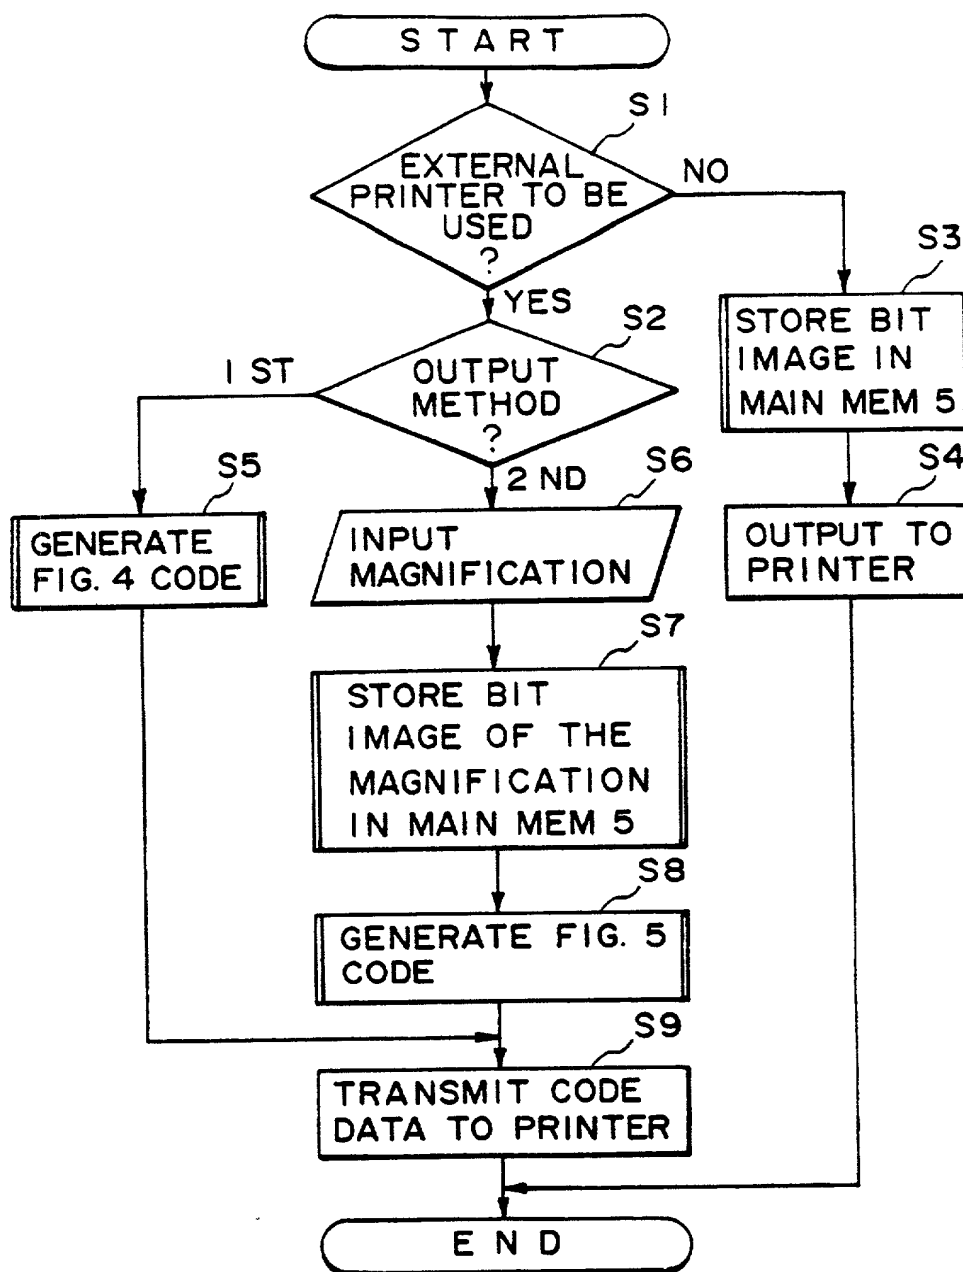 START
S1
EXTERNAL
PRINTER TO BE
USED
?
NO
YES
S2
OUTPUT
METHOD
?
1 ST
2 ND
S3
STORE BIT
IMAGE IN
MAIN MEM 5
S4
OUTPUT TO
PRINTER
S5
GENERATE
FIG. 4 CODE
S6
INPUT
MAGNIFICATION
S7
STORE BIT
IMAGE OF THE
MAGNIFICATION
IN MAIN MEM 5
S8
GENERATE FIG. 5
CODE
S9
TRANSMIT CODE
DATA TO PRINTER
END